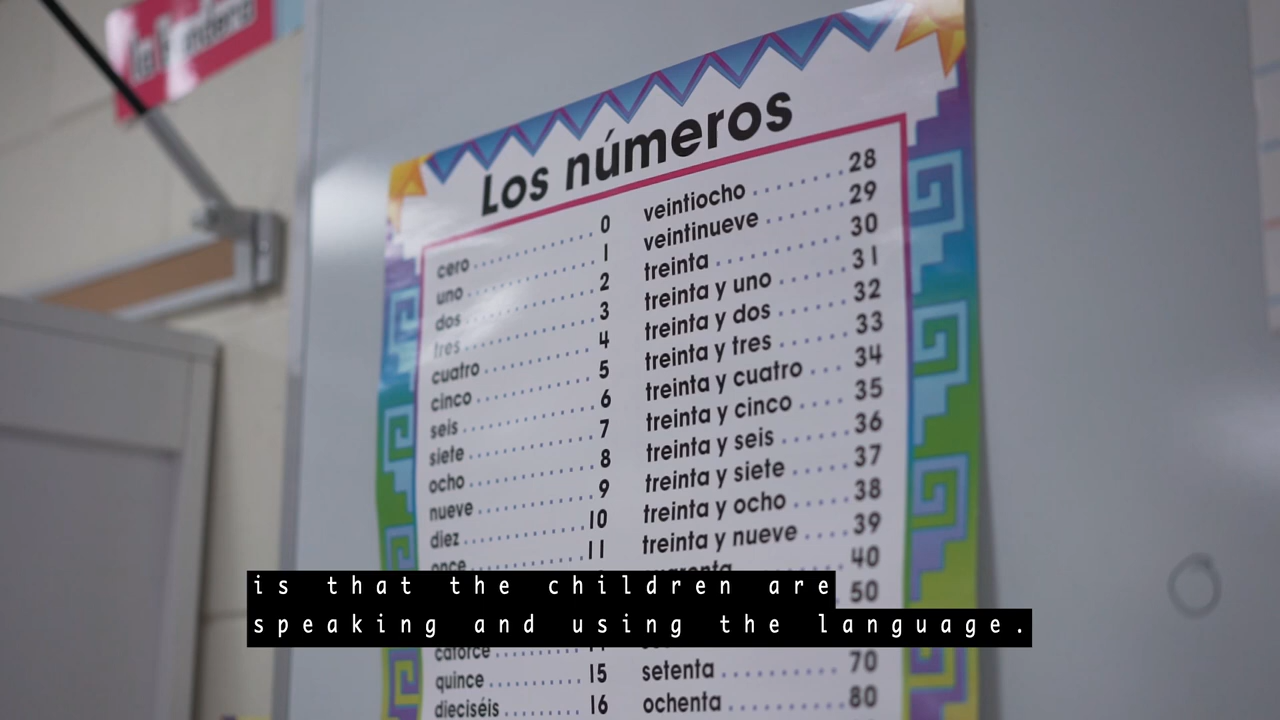 la bandera
Los números
cero 0
uno 1
dos 2
tres 3
cuatro 4
cinco 5
seis 6
siete 7
ocho 8
nueve 9
diez 10
once 11
catorce
quince 15
dieciséis 16
veintiocho 28
veintinueve 29
treinta 30
treinta y uno 31
treinta y dos 32
treinta y tres 33
treinta y cuatro 34
treinta y cinco 35
treinta y seis 36
treinta y siete 37
treinta y ocho 38
treinta y nueve 39
cuarenta 40
50
setenta 70
ochenta 80
is that the children are
speaking and using the language.